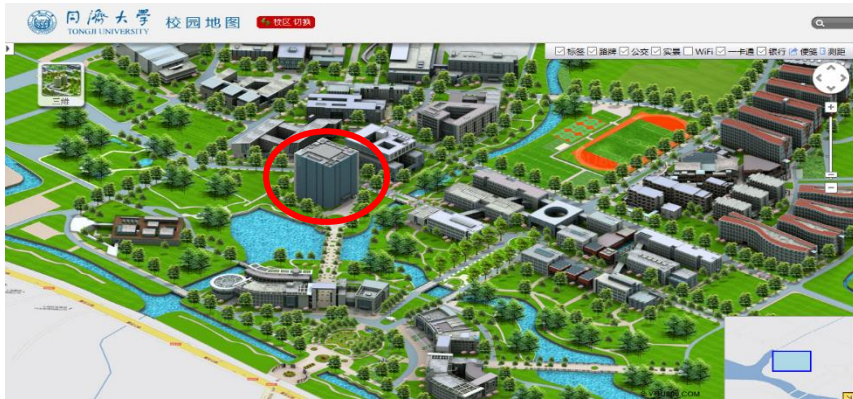 同濟大學
TONGJI UNIVERSITY
校园地图
校区切换
标签 路牌 公交 实景 WiFi 一卡通 银行 便签 测距
三维